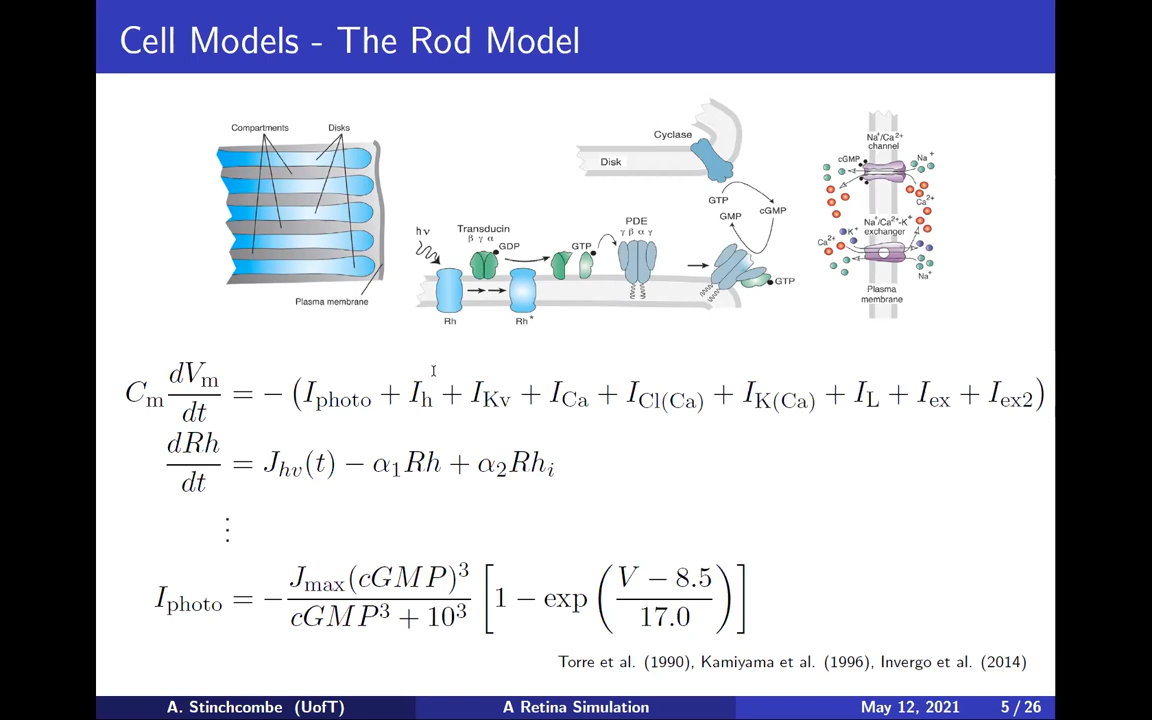 Cell Models - The Rod Model
Compartments
Disks
Plasma membrane
Cyclase
Disk
GTP
GMP
cGMP
hν
Transducin
β γ α
GDP
GTP
PDE
γ β α γ
GTP
Rh
Rh*
Na⁺/Ca²⁺
channel
cGMP
Na⁺
Ca²⁺
Na⁺/Ca²⁺-K⁺
exchanger
K⁺
Ca²⁺
Na⁺
Plasma
membrane
C_m dV_m/dt = − (I_photo + I_h + I_Kv + I_Ca + I_Cl(Ca) + I_K(Ca) + I_L + I_ex + I_ex2)
dRh/dt = J_hv(t) − α₁Rh + α₂Rh_i
⋮
I_photo = − J_max(cGMP)³ / cGMP³ + 10³ [1 − exp (V − 8.5 / 17.0)]
Torre et al. (1990), Kamiyama et al. (1996), Invergo et al. (2014)
A. Stinchcombe (UofT)
A Retina Simulation
May 12, 2021
5 / 26